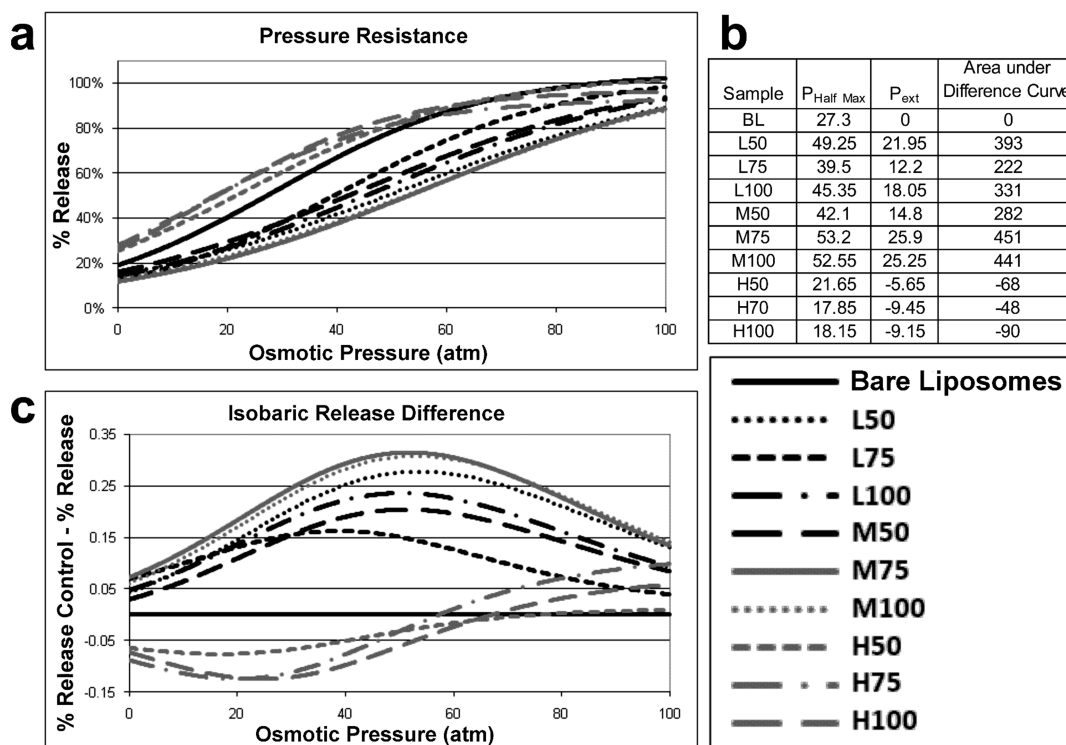 a
Pressure Resistance
% Release
100%
80%
60%
40%
20%
0%
0 20 40 60 80 100
Osmotic Pressure (atm)
b
Sample P Half Max P ext Area under Difference Curve
BL 27.3 0 0
L50 49.25 21.95 393
L75 39.5 12.2 222
L100 45.35 18.05 331
M50 42.1 14.8 282
M75 53.2 25.9 451
M100 52.55 25.25 441
H50 21.65 -5.65 -68
H70 17.85 -9.45 -48
H100 18.15 -9.15 -90
c
Isobaric Release Difference
% Release Control - % Release
0.35
0.25
0.15
0.05
-0.05
-0.15
0 20 40 60 80 100
Osmotic Pressure (atm)
Bare Liposomes
L50
L75
L100
M50
M75
M100
H50
H75
H100